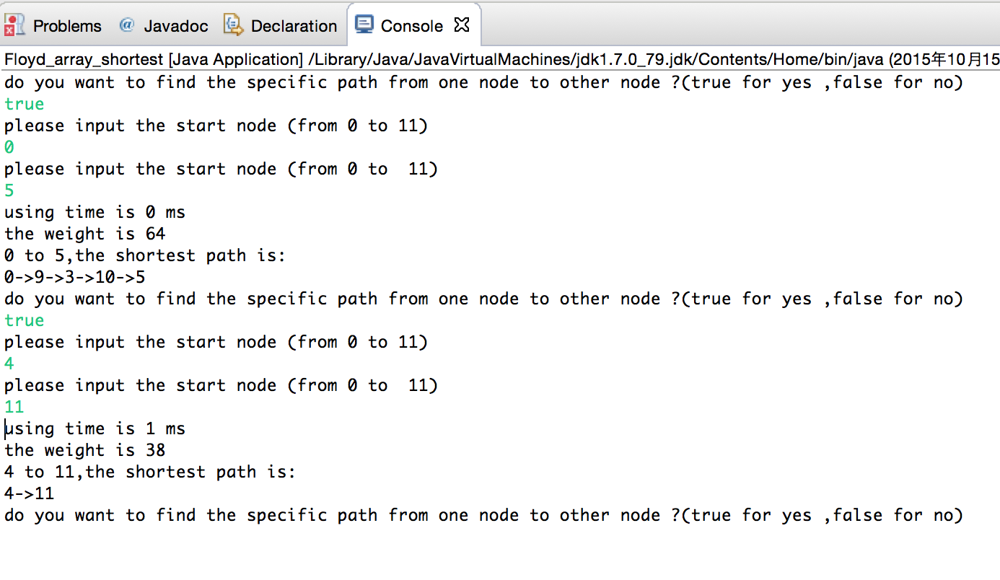 Problems @ Javadoc Declaration Console
Floyd_array_shortest [Java Application] /Library/Java/JavaVirtualMachines/jdk1.7.0_79.jdk/Contents/Home/bin/java (2015年10月15
do you want to find the specific path from one node to other node ?(true for yes ,false for no)
true
please input the start node (from 0 to 11)
0
please input the start node (from 0 to  11)
5
using time is 0 ms
the weight is 64
0 to 5,the shortest path is:
0->9->3->10->5
do you want to find the specific path from one node to other node ?(true for yes ,false for no)
true
please input the start node (from 0 to 11)
4
please input the start node (from 0 to  11)
11
using time is 1 ms
the weight is 38
4 to 11,the shortest path is:
4->11
do you want to find the specific path from one node to other node ?(true for yes ,false for no)